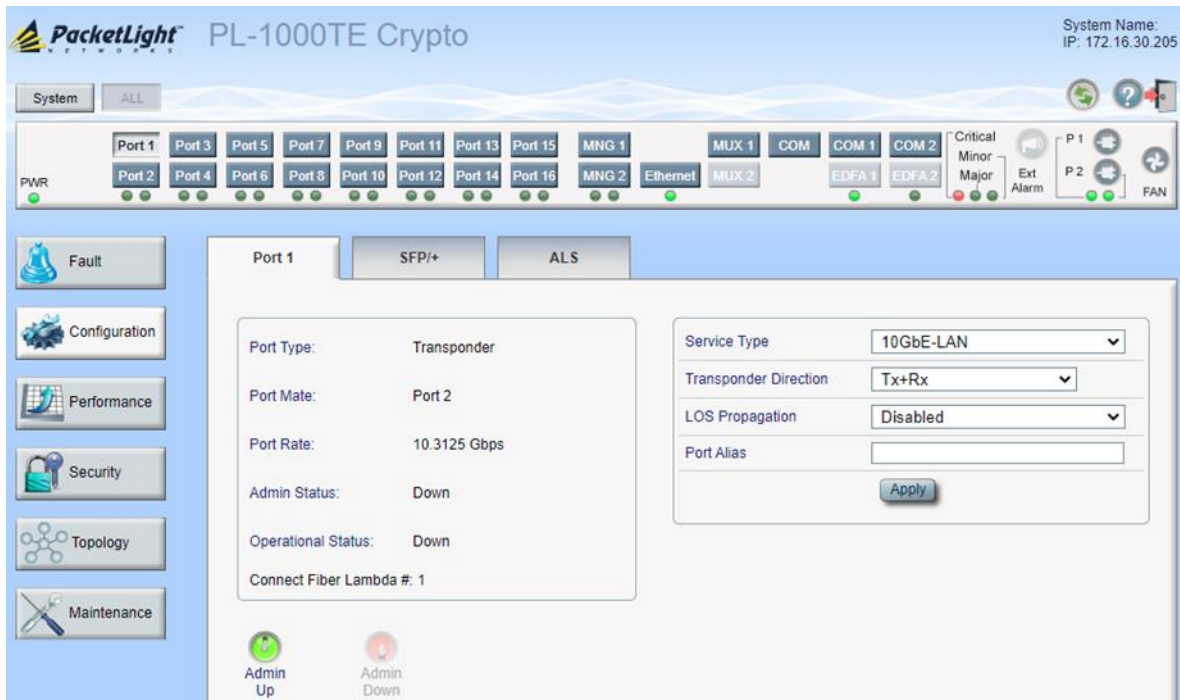 PacketLight™ PL-1000TE Crypto
NETWORKS
System Name:
IP: 172.16.30.205
System ALL
Port 1 Port 3 Port 5 Port 7 Port 9 Port 11 Port 13 Port 15 MNG 1 MUX 1 COM COM 1 COM 2
Port 2 Port 4 Port 6 Port 8 Port 10 Port 12 Port 14 Port 16 MNG 2 Ethernet MUX 2 EDFA 1 EDFA 2
PWR
Critical
Minor
Major
Ext
Alarm
P 1
P 2
FAN
Fault
Configuration
Performance
Security
Topology
Maintenance
Port 1 SFP/+ ALS
Port Type: Transponder
Port Mate: Port 2
Port Rate: 10.3125 Gbps
Admin Status: Down
Operational Status: Down
Connect Fiber Lambda #: 1
Service Type 10GbE-LAN
Transponder Direction Tx+Rx
LOS Propagation Disabled
Port Alias
Apply
Admin
Up
Admin
Down